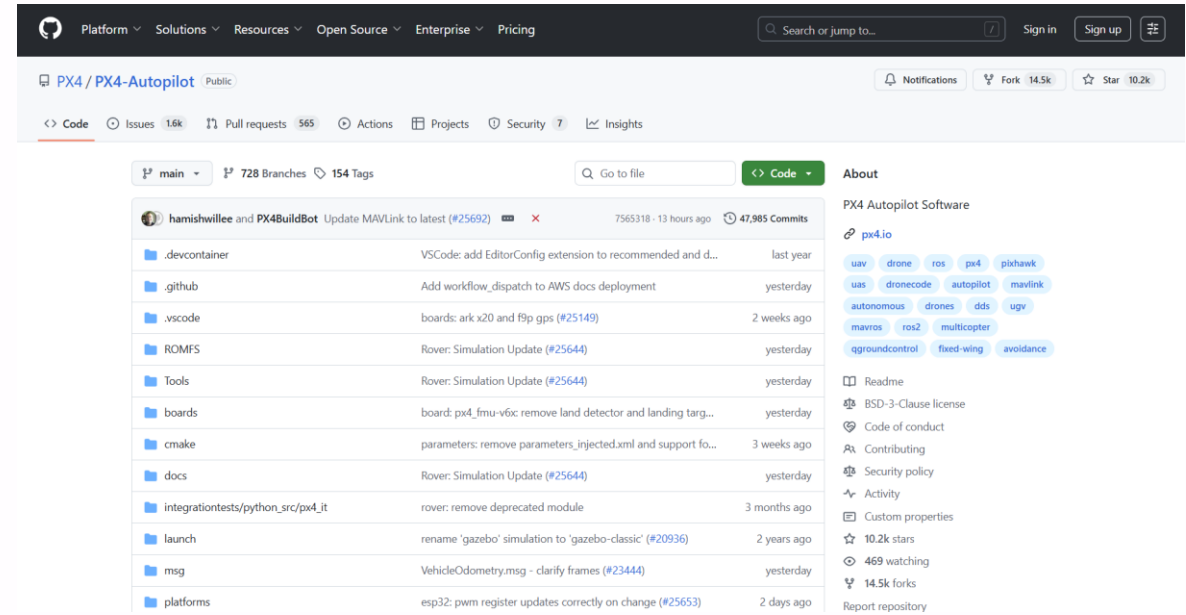 Platform Solutions Resources Open Source Enterprise Pricing Search or jump to... / Sign in Sign up
PX4 / PX4-Autopilot Public Notifications Fork 14.5k Star 10.2k
Code Issues 1.6k Pull requests 565 Actions Projects Security 7 Insights
main 728 Branches 154 Tags Go to file Code
hamishwillee and PX4BuildBot Update MAVLink to latest (#25692) 7565318 · 13 hours ago 47,985 Commits
.devcontainer VSCode: add EditorConfig extension to recommended and d... last year
.github Add workflow_dispatch to AWS docs deployment yesterday
.vscode boards: ark x20 and f9p gps (#25149) 2 weeks ago
ROMFS Rover: Simulation Update (#25644) yesterday
Tools Rover: Simulation Update (#25644) yesterday
boards board: px4_fmu-v6x: remove land detector and landing targ... yesterday
cmake parameters: remove parameters_injected.xml and support fo... 3 weeks ago
docs Rover: Simulation Update (#25644) yesterday
integrationtests/python_src/px4_it rover: remove deprecated module 3 months ago
launch rename 'gazebo' simulation to 'gazebo-classic' (#20936) 2 years ago
msg VehicleOdometry.msg - clarify frames (#23444) yesterday
platforms esp32: pwm register updates correctly on change (#25653) 2 days ago
About
PX4 Autopilot Software
px4.io
uav drone ros px4 pixhawk
uas dronecode autopilot mavlink
autonomous drones dds ugv
mavros ros2 multicopter
qgroundcontrol fixed-wing avoidance
Readme
BSD-3-Clause license
Code of conduct
Contributing
Security policy
Activity
Custom properties
10.2k stars
469 watching
14.5k forks
Report repository